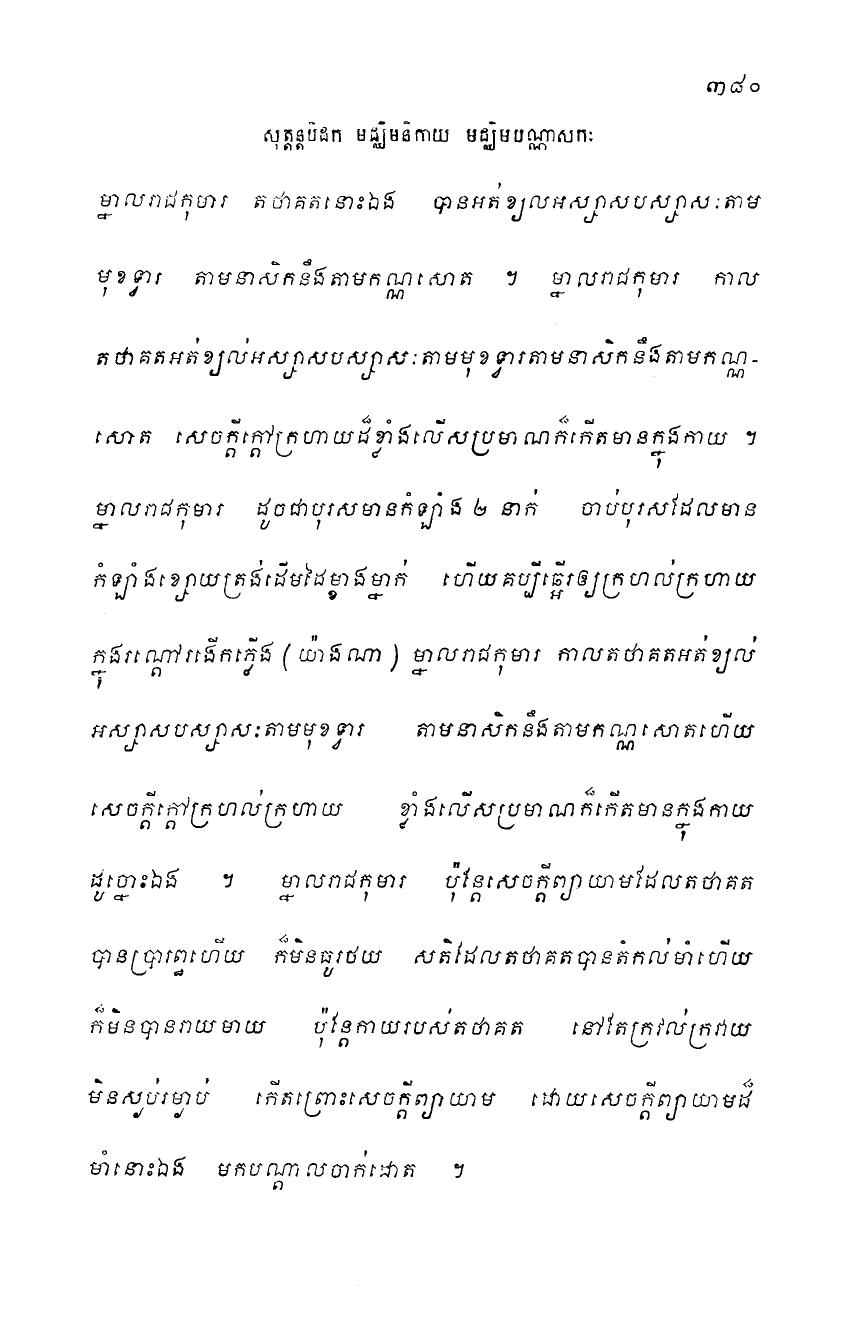 ៣៨០
សុត្តន្តបិដក មជ្ឈិមនិកាយ មជ្ឈិមបណ្ណាសកៈ
ម្នាលរាជកុមារ តថាគតនោះឯង បានអត់ខ្យលអស្សាសបស្សាសៈតាម
មុខទ្វារ តាមនាសិកនឹងតាមកណ្ណសោត ។ ម្នាលរាជកុមារ កាល
តថាគតអត់ខ្យល់អស្សាសបស្សាសៈតាមមុខទ្វារតាមនាសិកនឹងតាមកណ្ណ-
សោត សេចក្តីក្តៅក្រហាយដ៏ខ្លាំងលើសប្រមាណក៏កើតមានក្នុងកាយ ។
ម្នាលរាជកុមារ ដូចជាបុរសមានកំឡាំង ២ នាក់ ចាប់បុរសដែលមាន
កំឡាំងខ្សោយត្រង់ដើមដៃម្ខាងម្នាក់ ហើយគប្បីឆ្អើរឲ្យក្រហល់ក្រហាយ
ក្នុងរណ្តៅរងើកភ្លើង (យ៉ាងណា) ម្នាលរាជកុមារ កាលតថាគតអត់ខ្យល់
អស្សាសបស្សាសៈតាមមុខទ្វារ តាមនាសិកនឹងតាមកណ្ណសោតហើយ
សេចក្តីក្តៅក្រហល់ក្រហាយ ខ្លាំងលើសប្រមាណក៏កើតមានក្នុងកាយ
ដូច្នោះឯង ។ ម្នាលរាជកុមារ ប៉ុន្តែសេចក្តីព្យាយាមដែលតថាគត
បានប្រារព្ធហើយ ក៏មិនធូរថយ សតិដែលតថាគតបានតំកល់មាំហើយ
ក៏មិនបានរាយមាយ ប៉ុន្តែកាយរបស់តថាគត នៅតែក្រវល់ក្រវាយ
មិនស្ងប់រម្ងាប់ កើតព្រោះសេចក្តីព្យាយាម ដោយសេចក្តីព្យាយាមដ៏
មាំនោះឯង មកបណ្តាលចាក់ដោត ។